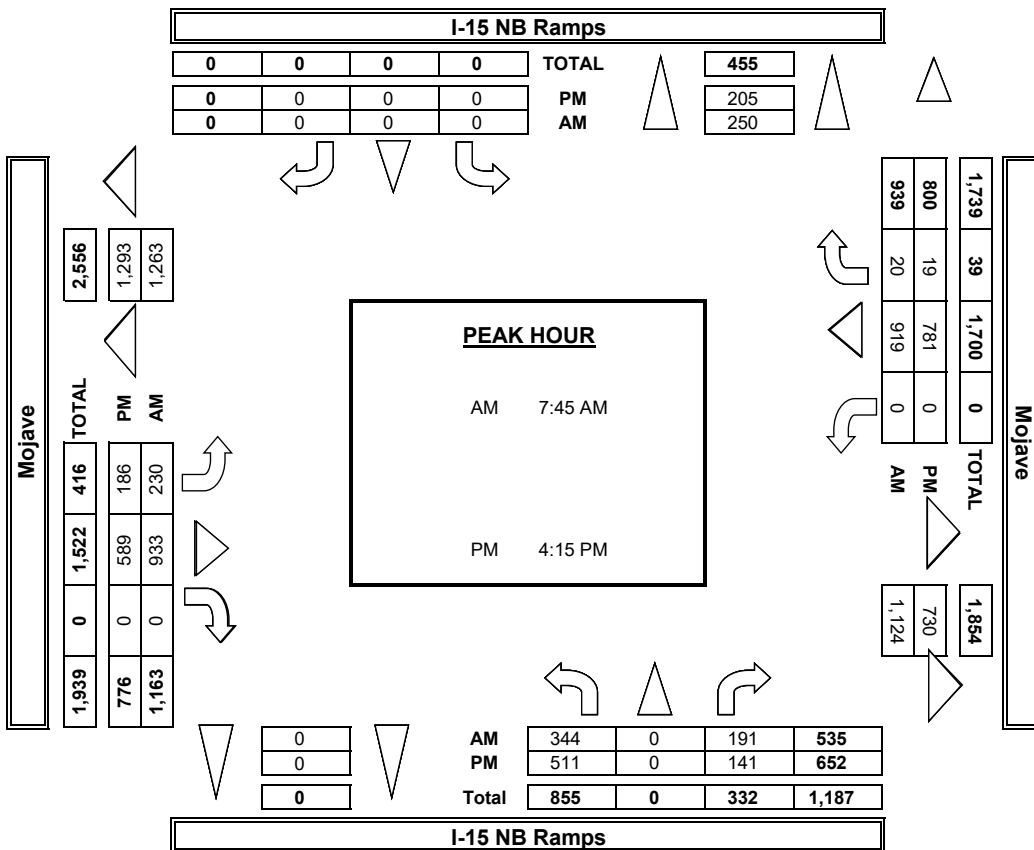 I-15 NB Ramps
0 0 0 0 TOTAL 455
0 0 0 0 PM 205
0 0 0 0 AM 250
Mojave
2,556
1,293
1,263
TOTAL 416 1,522 0 1,939
PM 186 589 0 776
AM 230 933 0 1,163
PEAK HOUR
AM 7:45 AM
PM 4:15 PM
1,739 39 1,700 0 TOTAL
800 19 781 0 PM
939 20 919 0 AM
1,854
730
1,124
Mojave
0 AM 344 0 191 535
0 PM 511 0 141 652
0 Total 855 0 332 1,187
I-15 NB Ramps